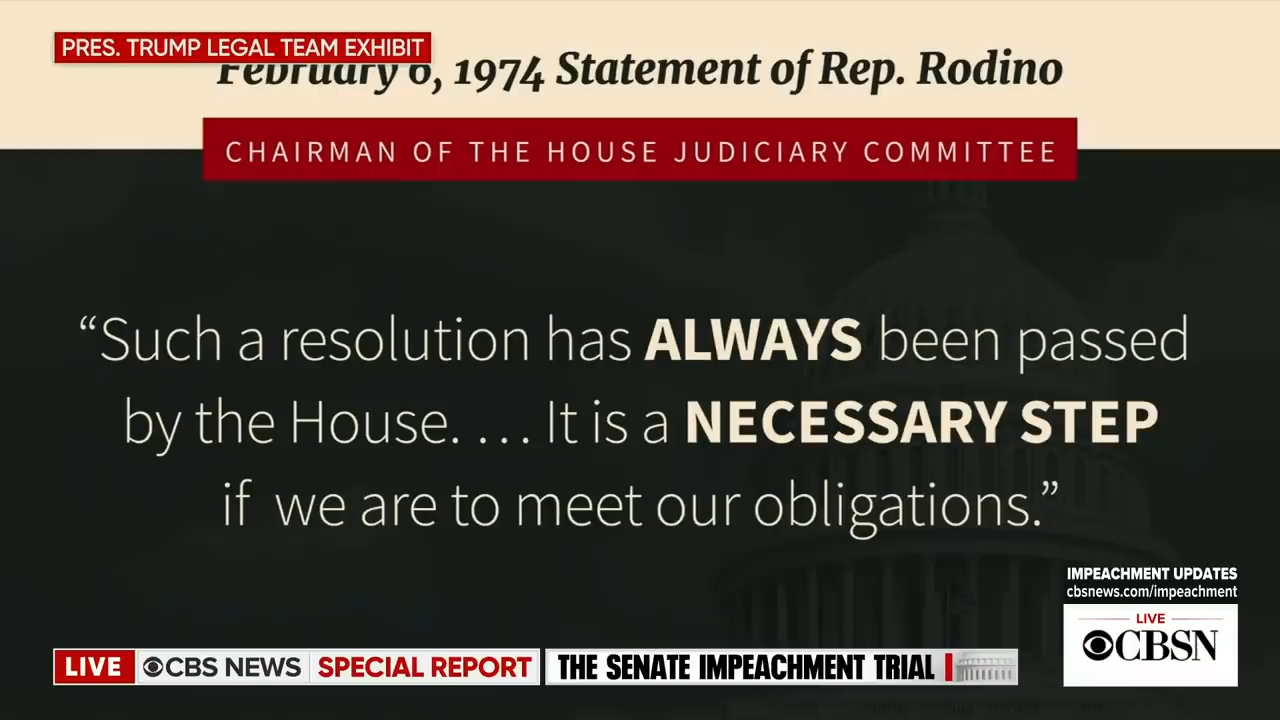 PRES. TRUMP LEGAL TEAM EXHIBIT
February 6, 1974 Statement of Rep. Rodino
CHAIRMAN OF THE HOUSE JUDICIARY COMMITTEE
“Such a resolution has ALWAYS been passed
by the House. … It is a NECESSARY STEP
if we are to meet our obligations.”
IMPEACHMENT UPDATES
cbsnews.com/impeachment
LIVE
CBSN
LIVE CBS NEWS SPECIAL REPORT THE SENATE IMPEACHMENT TRIAL